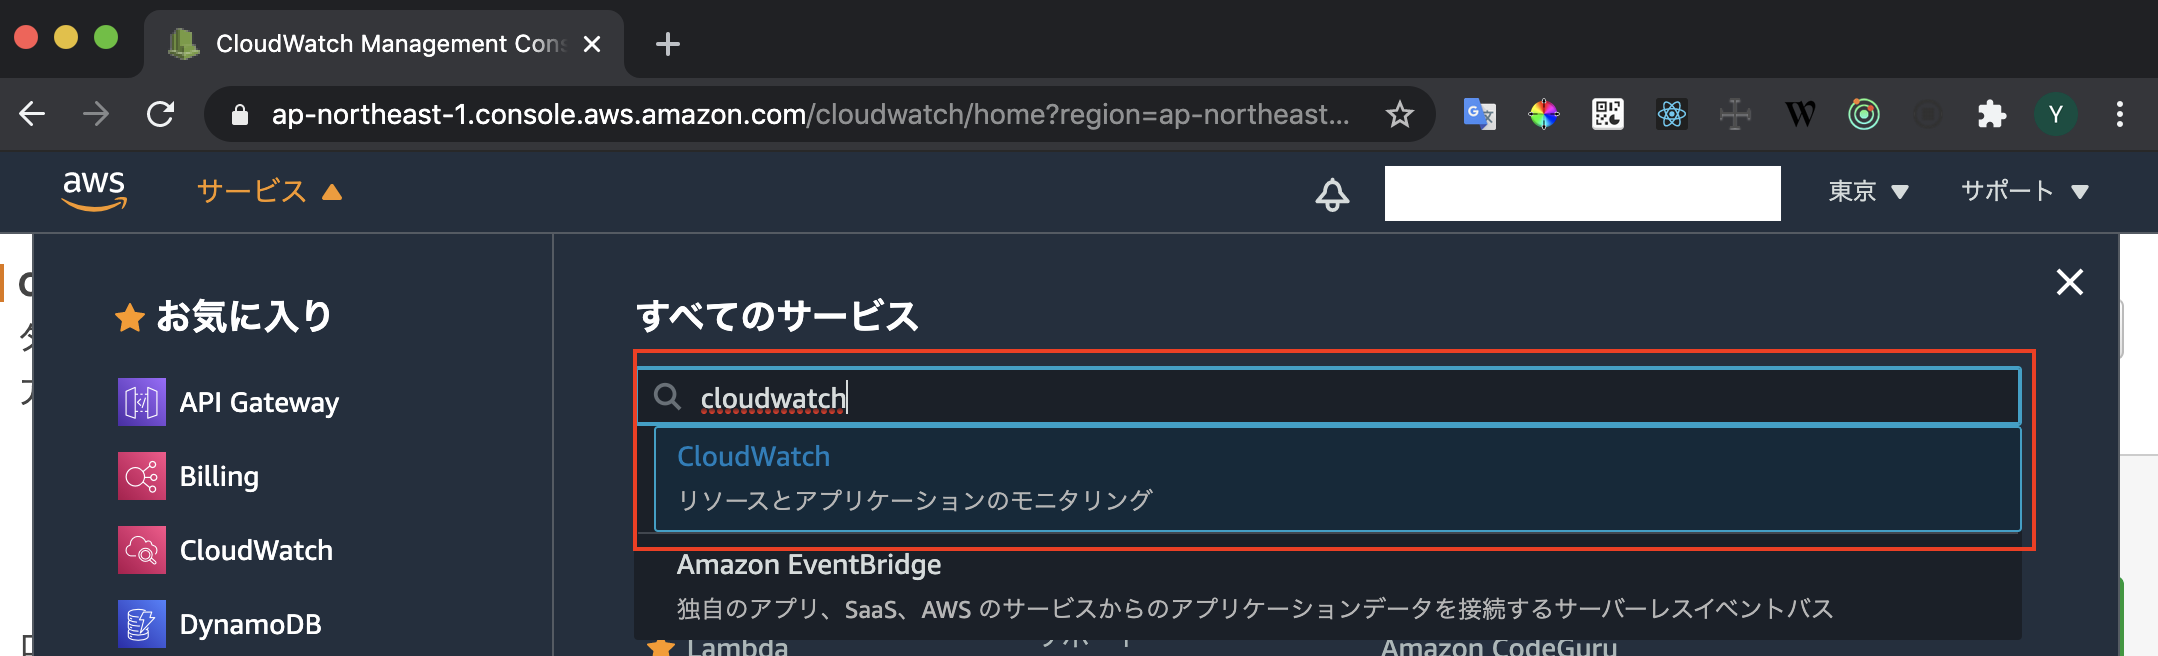 CloudWatch Management Cons
ap-northeast-1.console.aws.amazon.com/cloudwatch/home?region=ap-northeast...
Y
aws
サービス
東京
サポート
お気に入り
API Gateway
Billing
CloudWatch
DynamoDB
すべてのサービス
cloudwatch
CloudWatch
リソースとアプリケーションのモニタリング
Amazon EventBridge
独自のアプリ、SaaS、AWS のサービスからのアプリケーションデータを接続するサーバーレスイベントバス
Lambda
Amazon CodeGuru